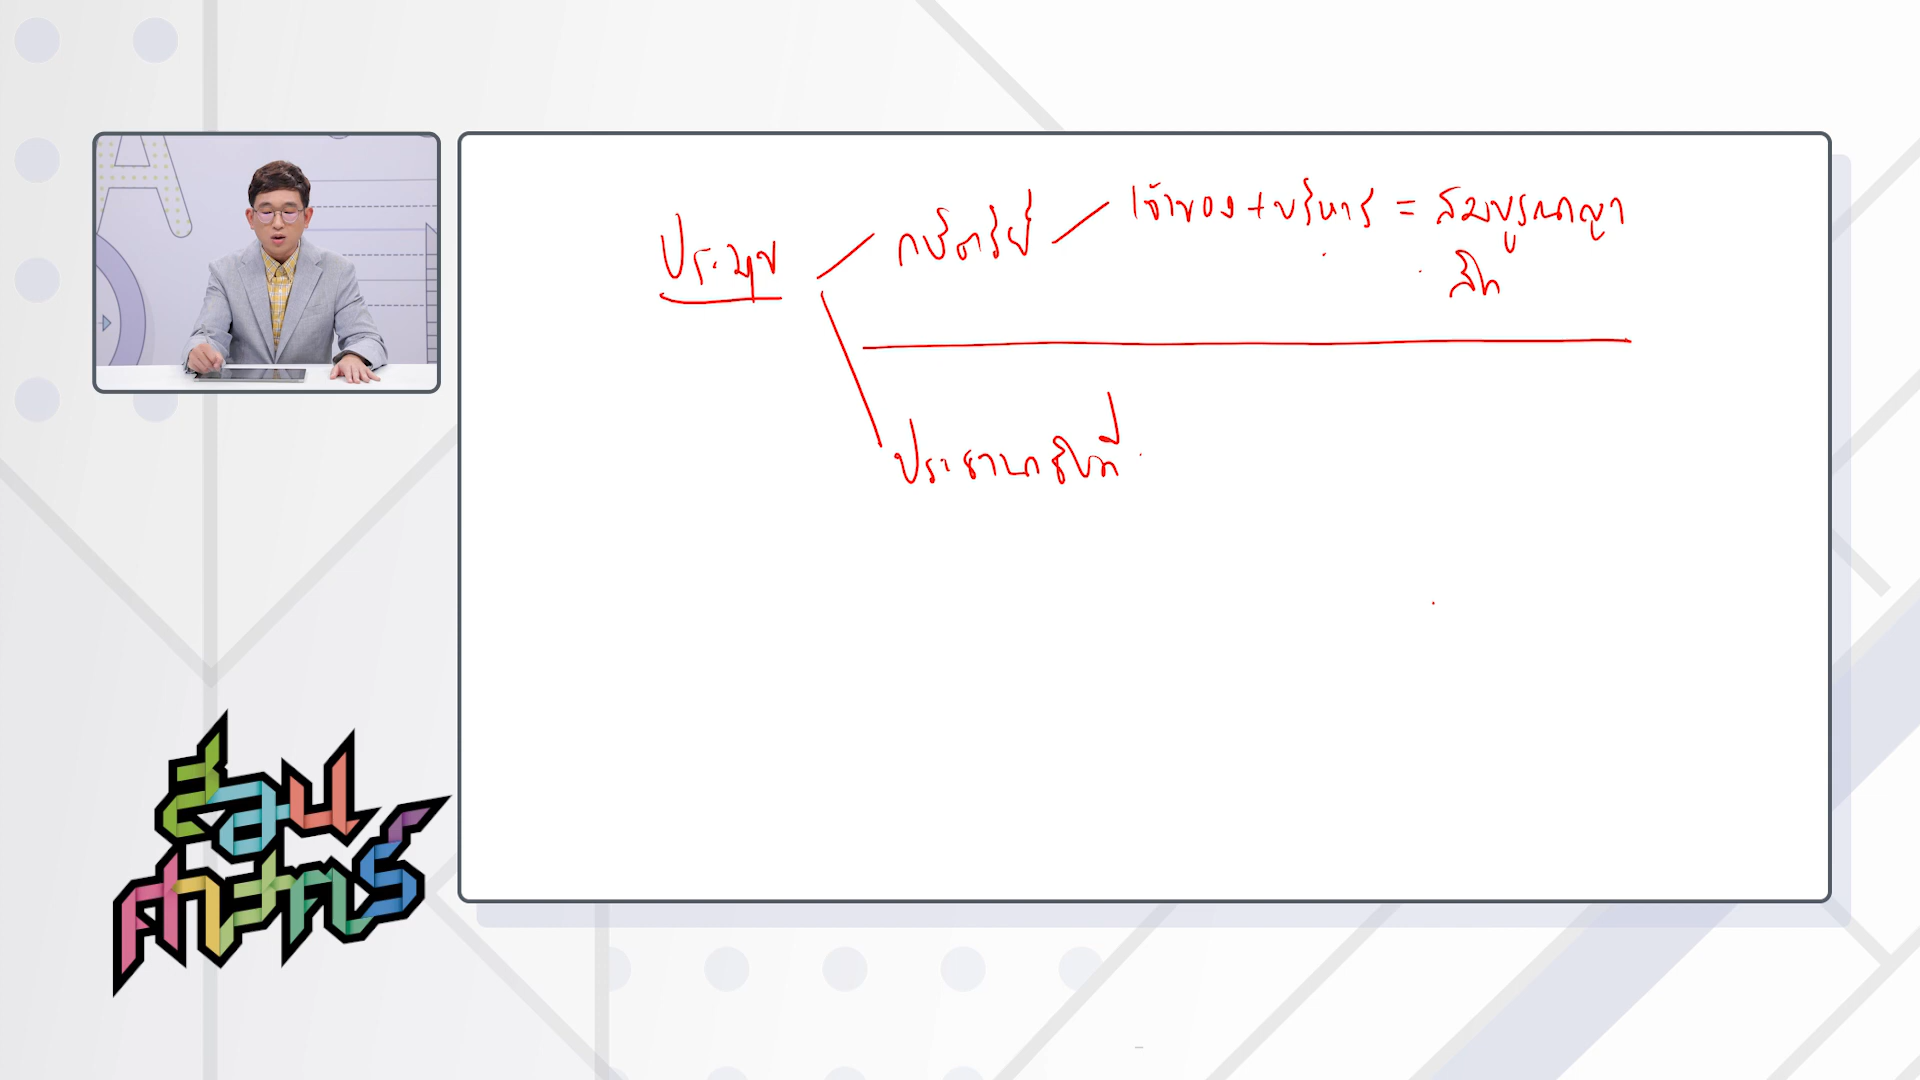 ประมุข
กษัตริย์
เจ้าของ+บริหาร = สมบูรณาญา
สิท
ประธานาธิบดี
สอน
ศาสตร์